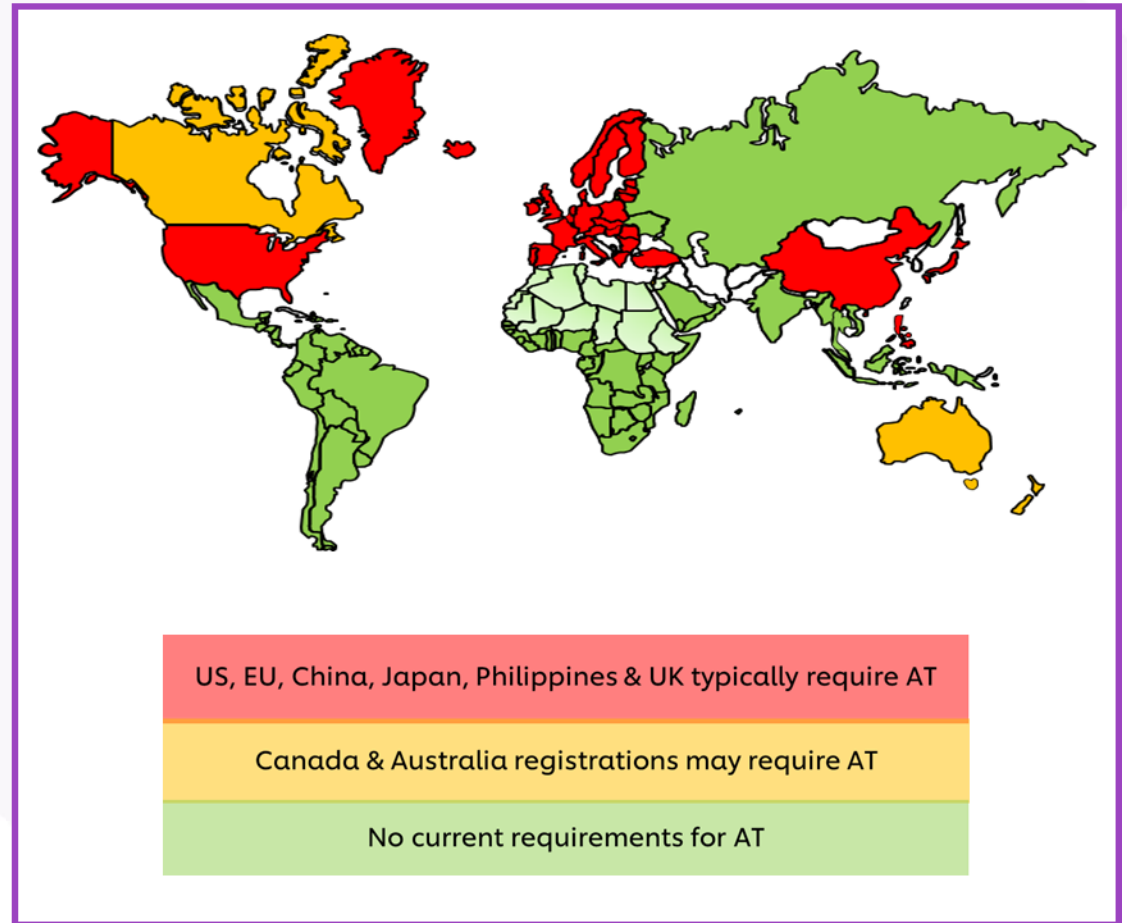 US, EU, China, Japan, Philippines & UK typically require AT
Canada & Australia registrations may require AT
No current requirements for AT